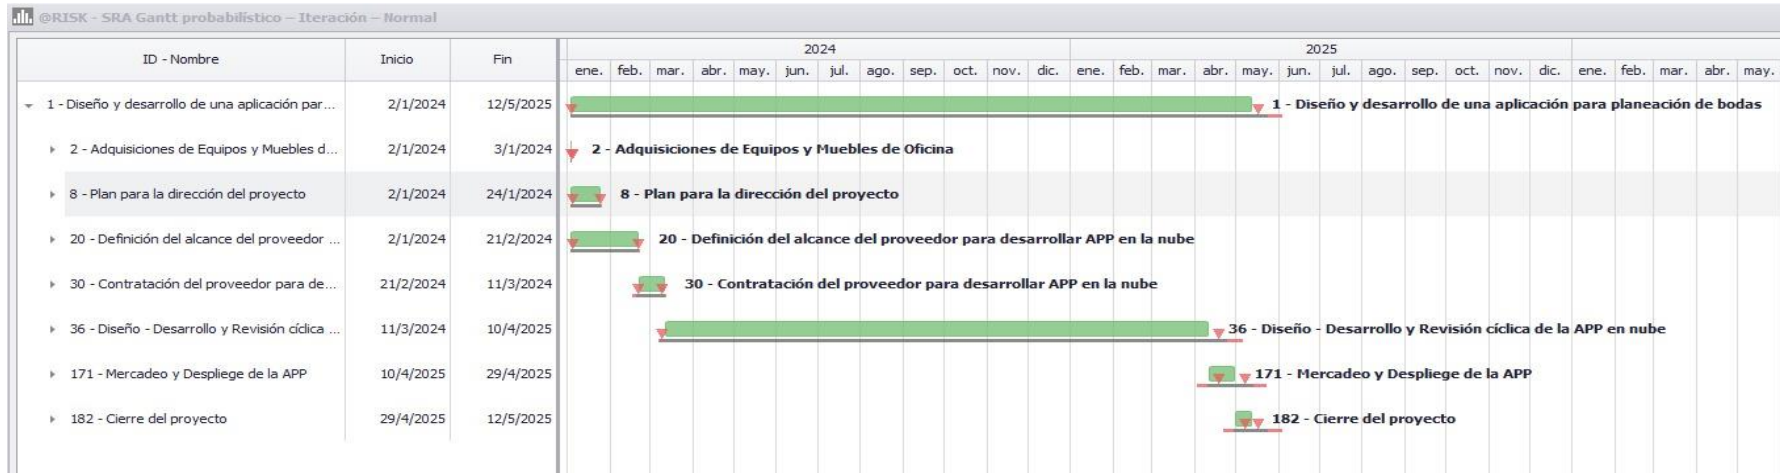 @RISK - SRA Gantt probabilístico – Iteración – Normal
ID - Nombre Inicio Fin 2024 2025
ene. feb. mar. abr. may. jun. jul. ago. sep. oct. nov. dic. ene. feb. mar. abr. may. jun. jul. ago. sep. oct. nov. dic. ene. feb. mar. abr. may.
1 - Diseño y desarrollo de una aplicación par... 2/1/2024 12/5/2025 1 - Diseño y desarrollo de una aplicación para planeación de bodas
2 - Adquisiciones de Equipos y Muebles d... 2/1/2024 3/1/2024 2 - Adquisiciones de Equipos y Muebles de Oficina
8 - Plan para la dirección del proyecto 2/1/2024 24/1/2024 8 - Plan para la dirección del proyecto
20 - Definición del alcance del proveedor ... 2/1/2024 21/2/2024 20 - Definición del alcance del proveedor para desarrollar APP en la nube
30 - Contratación del proveedor para de... 21/2/2024 11/3/2024 30 - Contratación del proveedor para desarrollar APP en la nube
36 - Diseño - Desarrollo y Revisión cíclica ... 11/3/2024 10/4/2025 36 - Diseño - Desarrollo y Revisión cíclica de la APP en nube
171 - Mercadeo y Despliege de la APP 10/4/2025 29/4/2025 171 - Mercadeo y Despliege de la APP
182 - Cierre del proyecto 29/4/2025 12/5/2025 182 - Cierre del proyecto